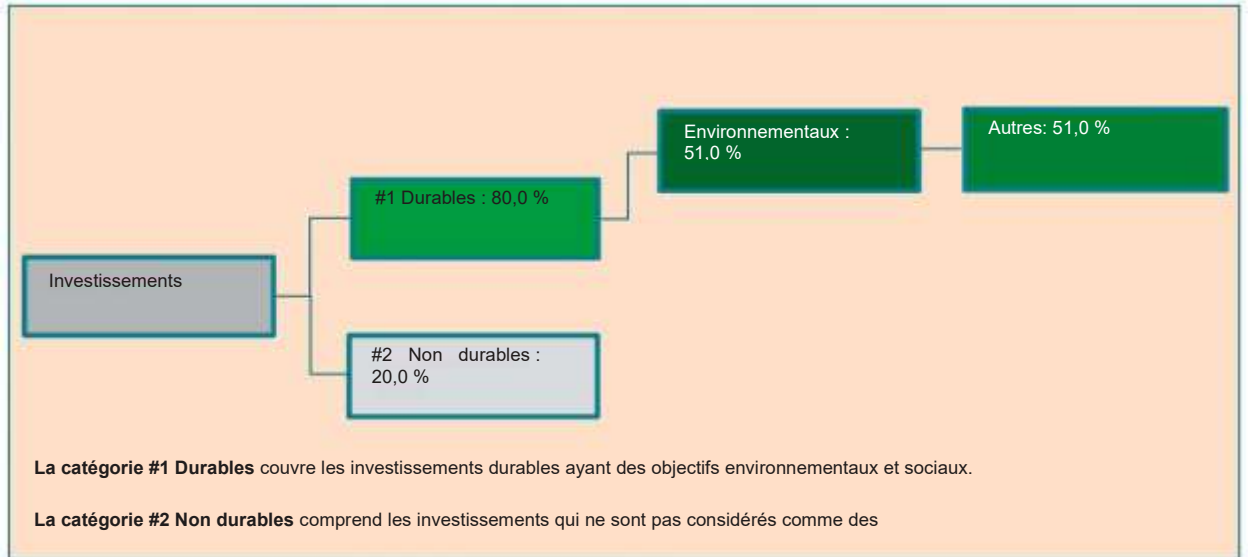 Environnementaux :
51,0 %
Autres: 51,0 %
#1 Durables : 80,0 %
Investissements
#2 Non durables :
20,0 %
La catégorie #1 Durables couvre les investissements durables ayant des objectifs environnementaux et sociaux.
La catégorie #2 Non durables comprend les investissements qui ne sont pas considérés comme des